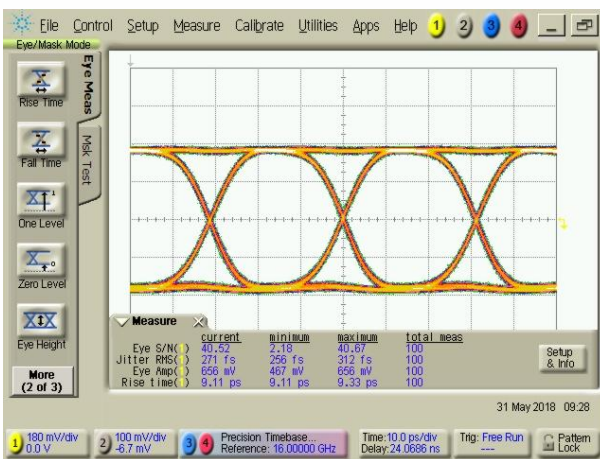 File Control Setup Measure Calibrate Utilities Apps Help 1 2 3 4
Eye/Mask Mode
Eye Meas
Msk Test
Rise Time
Fall Time
One Level
Zero Level
Eye Height
More
(2 of 3)
Measure
current minimum maximum total meas
Eye S/N(1) 40.52 2.18 40.67 100
Jitter RMS(1) 271 fs 256 fs 312 fs 100
Eye Amp(1) 656 mV 467 mV 656 mV 100
Rise time(1) 9.11 ps 9.11 ps 9.33 ps 100
Setup
& Info
31 May 2018 09:28
1 180 mV/div
0.0 V
2 100 mV/div
-6.7 mV
3 4 Precision Timebase...
Reference: 16.00000 GHz
Time:10.0 ps/div
Delay:24.0686 ns
Trig: Free Run
---
Pattern
Lock